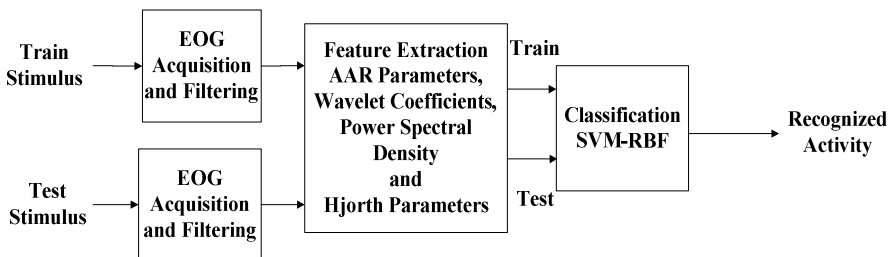 Train
Stimulus
EOG
Acquisition
and Filtering
Test
Stimulus
EOG
Acquisition
and Filtering
Feature Extraction
AAR Parameters,
Wavelet Coefficients,
Power Spectral
Density
and
Hjorth Parameters
Train
Test
Classification
SVM-RBF
Recognized
Activity